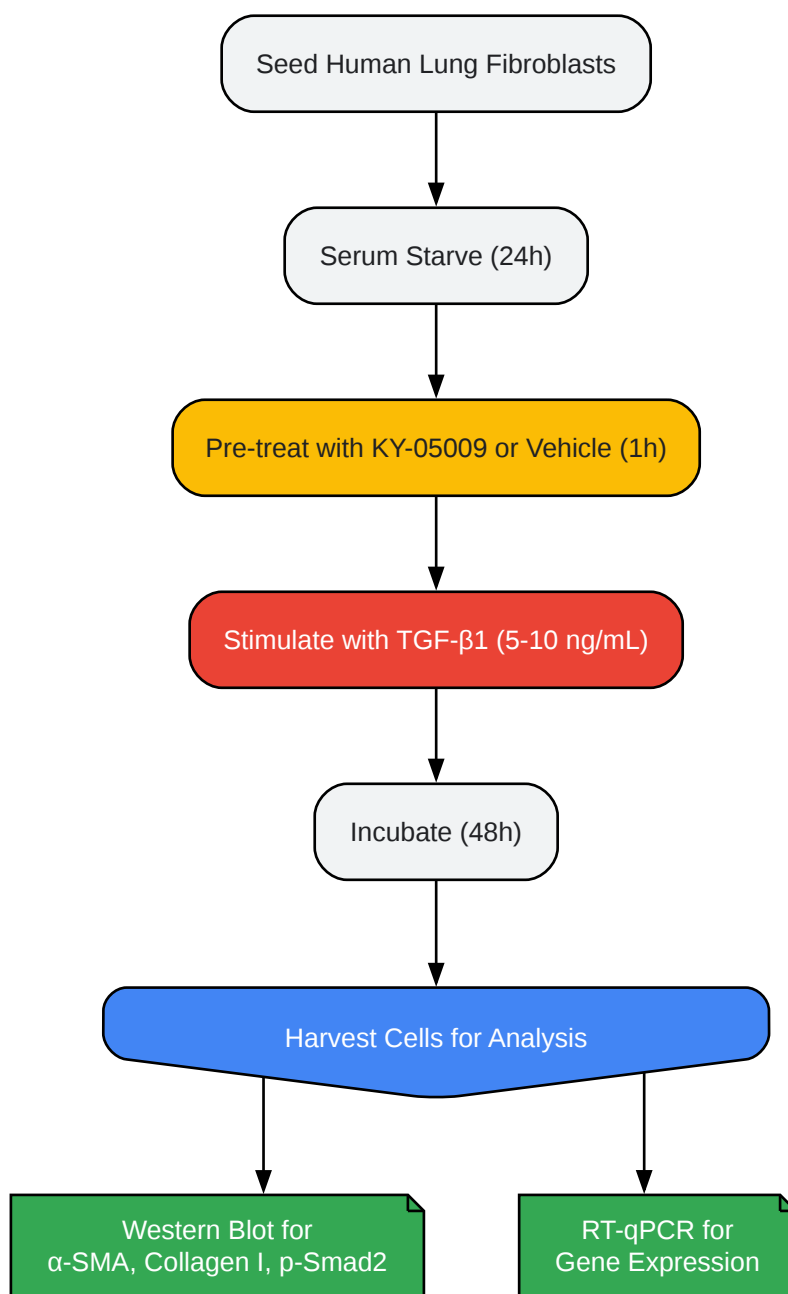 Seed Human Lung Fibroblasts
Serum Starve (24h)
Pre-treat with KY-05009 or Vehicle (1h)
Stimulate with TGF-β1 (5-10 ng/mL)
Incubate (48h)
Harvest Cells for Analysis
Western Blot for
α-SMA, Collagen I, p-Smad2
RT-qPCR for
Gene Expression